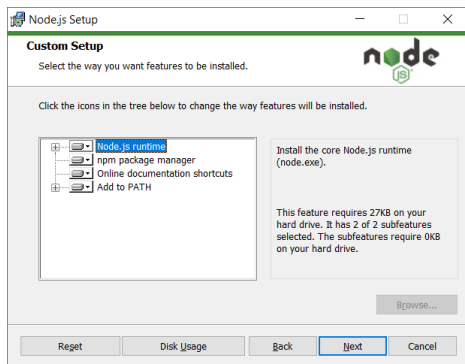 Node.js Setup
Custom Setup
Select the way you want features to be installed.
node
JS
Click the icons in the tree below to change the way features will be installed.
Node.js runtime
npm package manager
Online documentation shortcuts
Add to PATH
Install the core Node.js runtime
(node.exe).
This feature requires 27KB on your
hard drive. It has 2 of 2 subfeatures
selected. The subfeatures require 0KB
on your hard drive.
Browse...
Reset
Disk Usage
Back
Next
Cancel